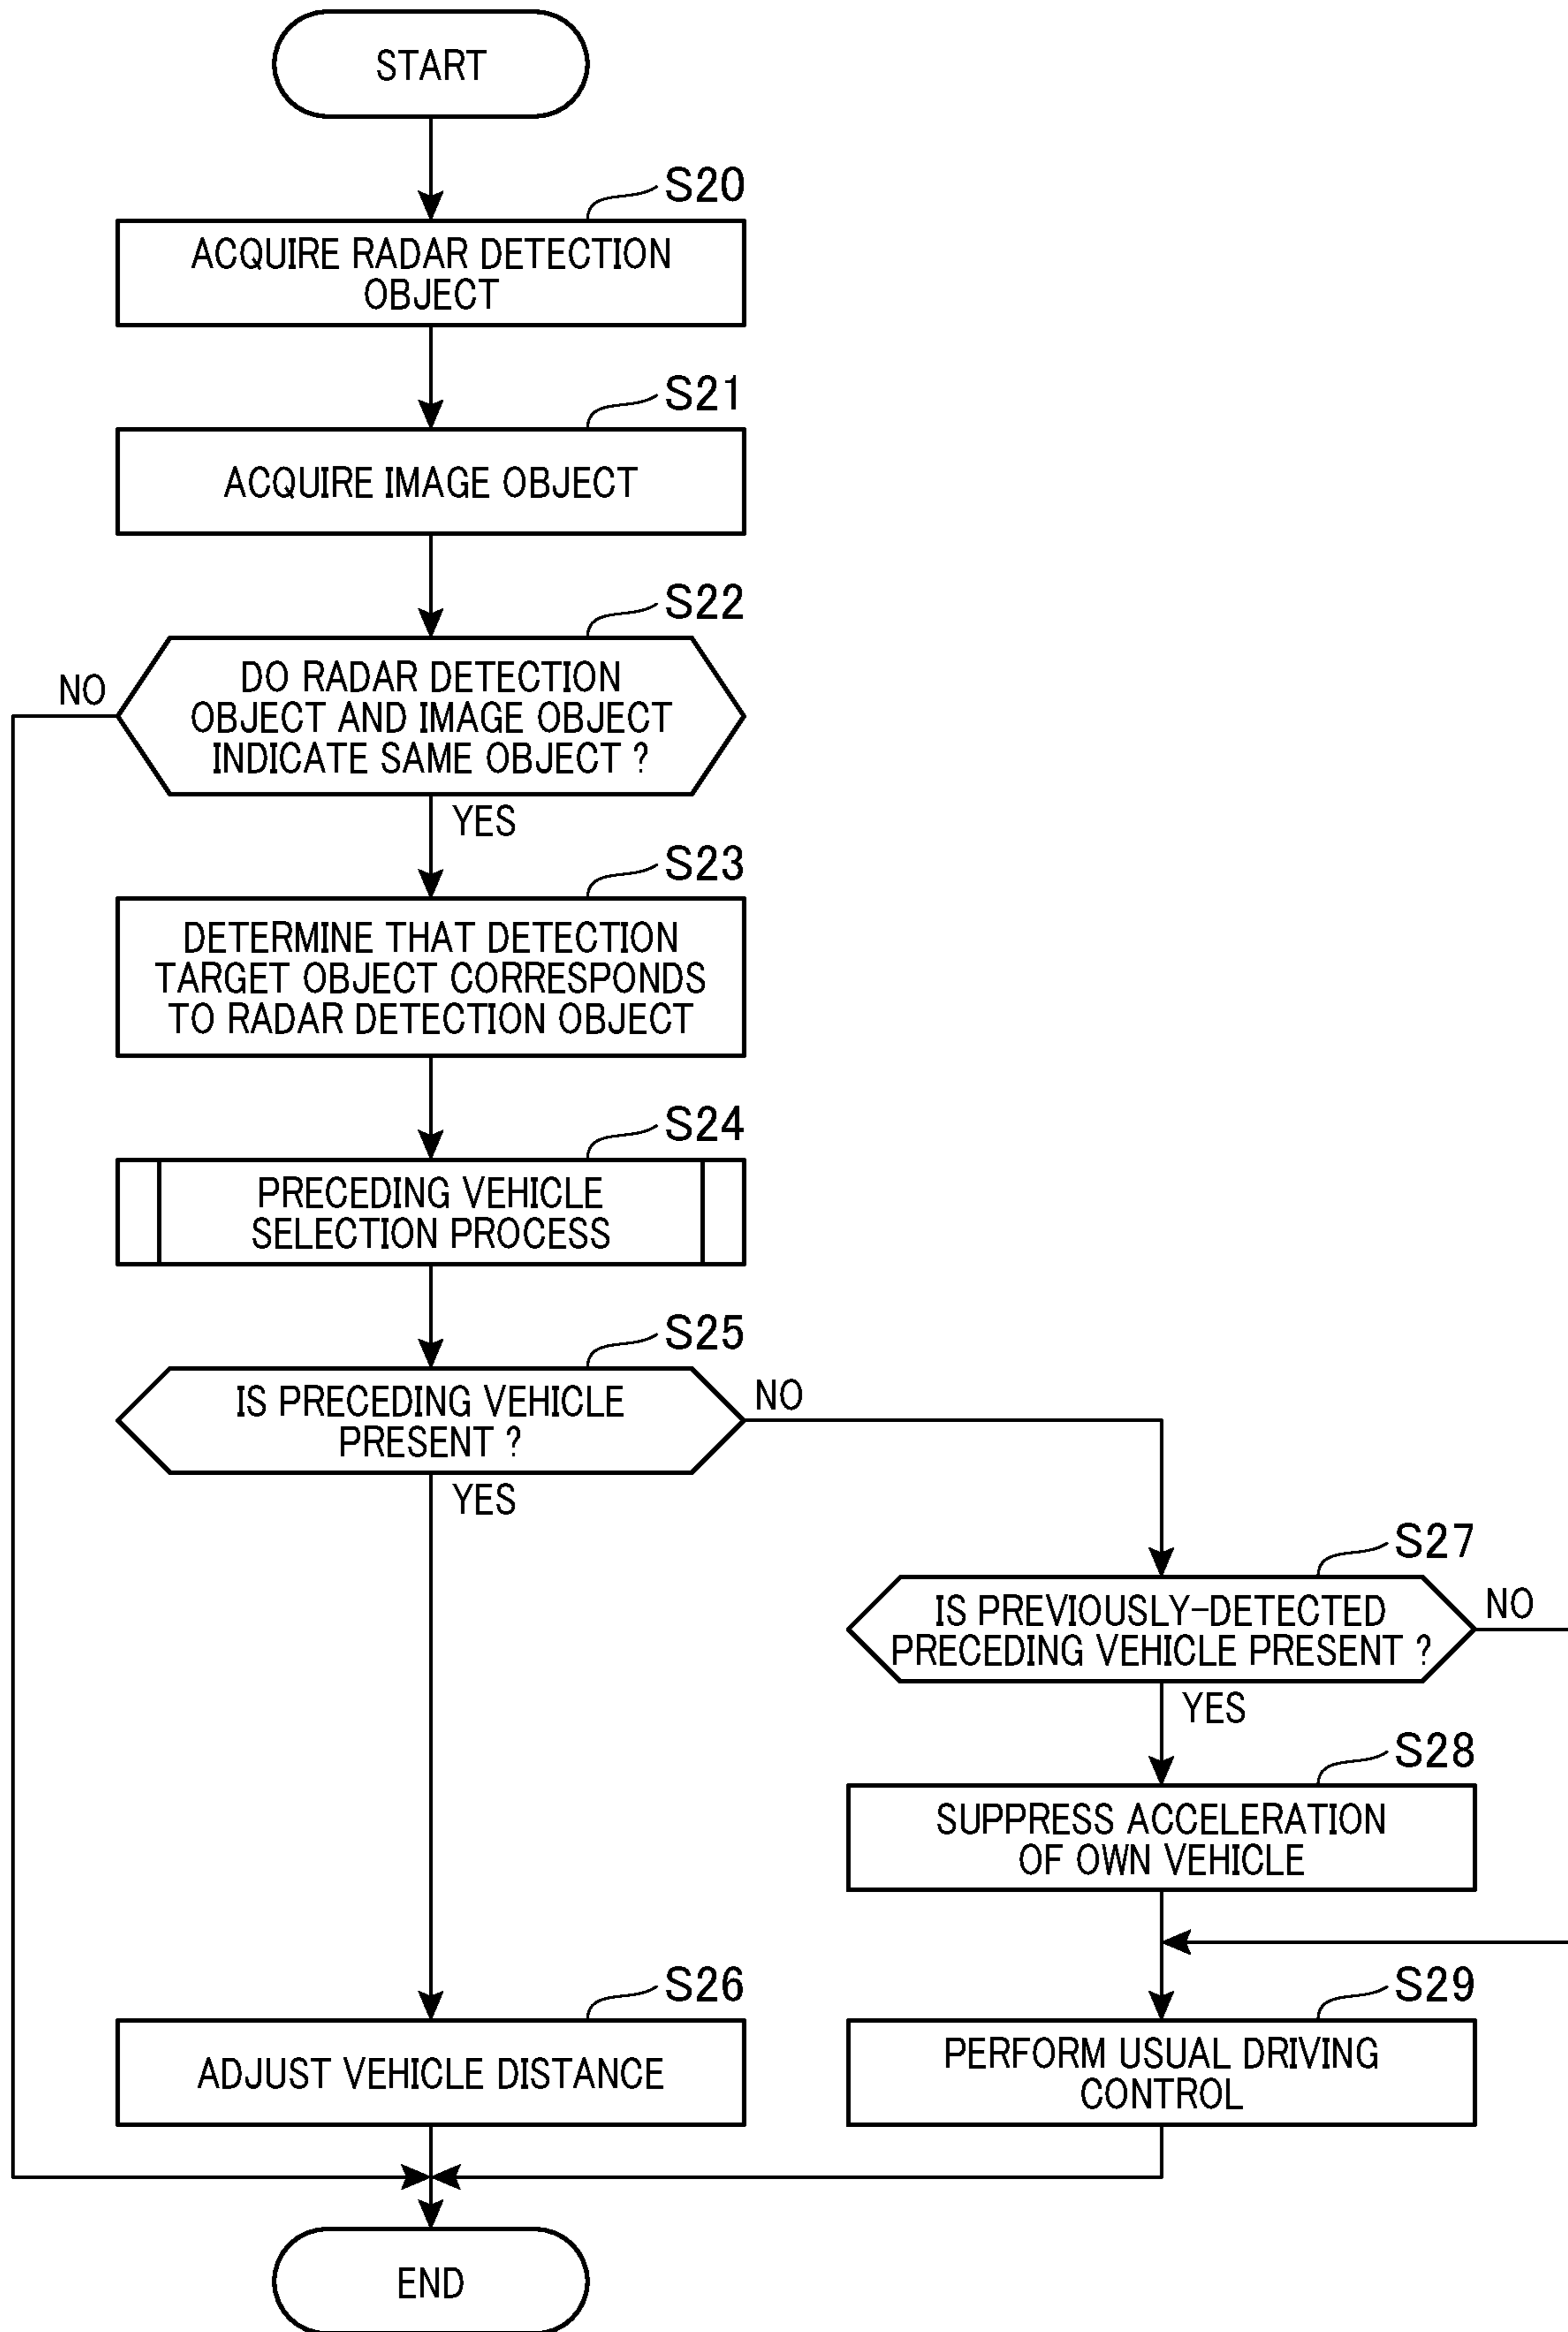 START
S20
ACQUIRE RADAR DETECTION
OBJECT
S21
ACQUIRE IMAGE OBJECT
S22
NO
DO RADAR DETECTION
OBJECT AND IMAGE OBJECT
INDICATE SAME OBJECT ?
YES
S23
DETERMINE THAT DETECTION
TARGET OBJECT CORRESPONDS
TO RADAR DETECTION OBJECT
S24
PRECEDING VEHICLE
SELECTION PROCESS
S25
IS PRECEDING VEHICLE
PRESENT ?
NO
YES
S27
IS PREVIOUSLY-DETECTED
PRECEDING VEHICLE PRESENT ?
NO
YES
S28
SUPPRESS ACCELERATION
OF OWN VEHICLE
S26
ADJUST VEHICLE DISTANCE
S29
PERFORM USUAL DRIVING
CONTROL
END